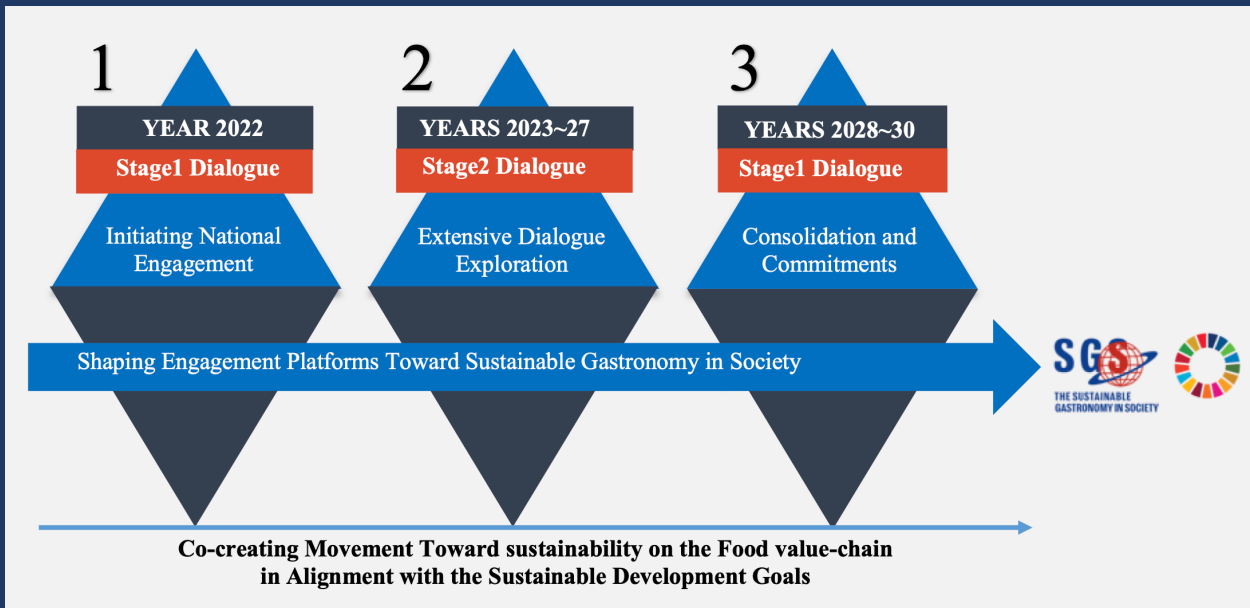 1
YEAR 2022
Stage1 Dialogue
Initiating National
Engagement
2
YEARS 2023~27
Stage2 Dialogue
Extensive Dialogue
Exploration
3
YEARS 2028~30
Stage1 Dialogue
Consolidation and
Commitments
Shaping Engagement Platforms Toward Sustainable Gastronomy in Society
SGS
THE SUSTAINABLE
GASTRONOMY IN SOCIETY
Co-creating Movement Toward sustainability on the Food value-chain
in Alignment with the Sustainable Development Goals